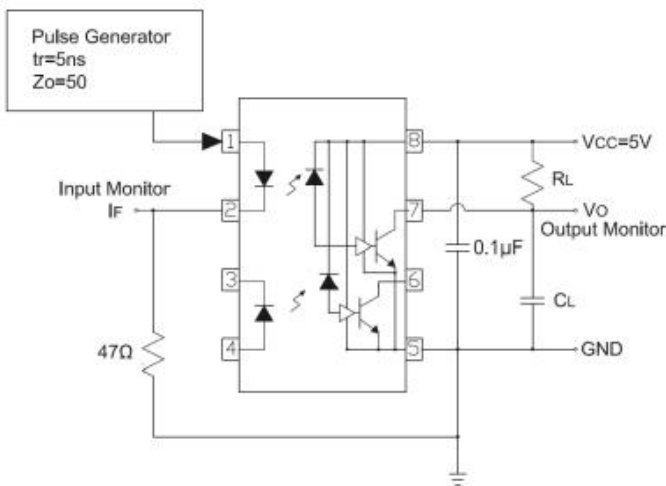 Pulse Generator
tr=5ns
Zo=50
1
8
VCC=5V
RL
Input Monitor
IF
2
7
VO
Output Monitor
0.1µF
3
6
CL
47Ω
4
5
GND